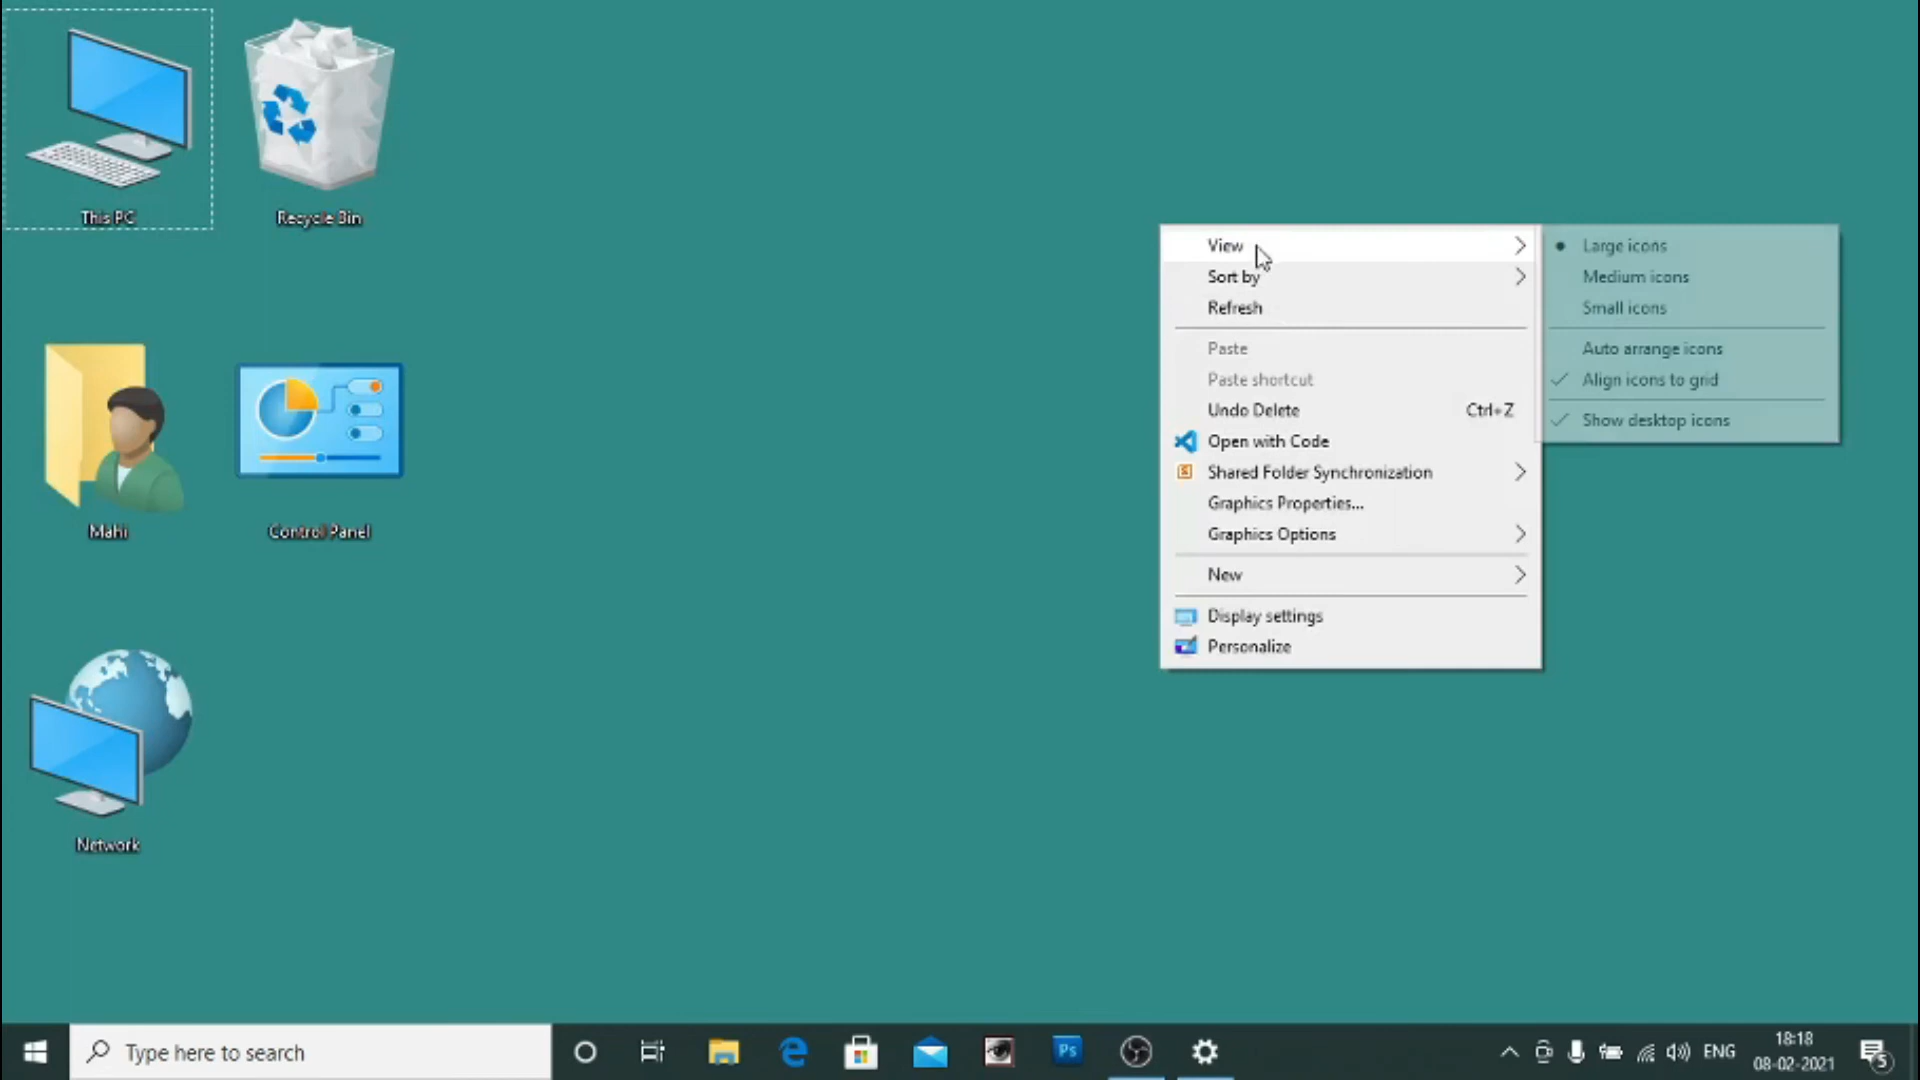 This PC
Recycle Bin
Mahi
Control Panel
Network
View
Sort by
Refresh
Paste
Paste shortcut
Undo Delete Ctrl+Z
Open with Code
Shared Folder Synchronization
Graphics Properties...
Graphics Options
New
Display settings
Personalize
Large icons
Medium icons
Small icons
Auto arrange icons
Align icons to grid
Show desktop icons
Type here to search
Ps
ENG
18:18
08-02-2021
5